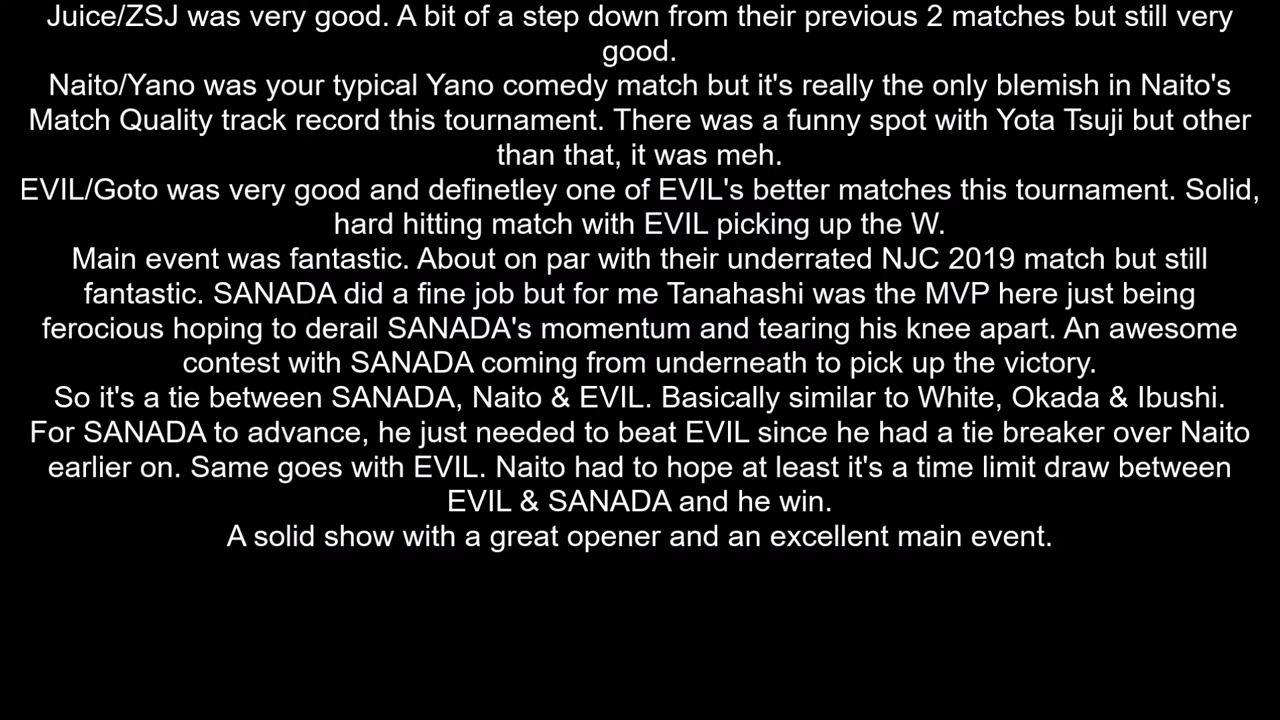 Juice/ZSJ was very good. A bit of a step down from their previous 2 matches but still very
good.
Naito/Yano was your typical Yano comedy match but it's really the only blemish in Naito's
Match Quality track record this tournament. There was a funny spot with Yota Tsuji but other
than that, it was meh.
EVIL/Goto was very good and definetley one of EVIL's better matches this tournament. Solid,
hard hitting match with EVIL picking up the W.
Main event was fantastic. About on par with their underrated NJC 2019 match but still
fantastic. SANADA did a fine job but for me Tanahashi was the MVP here just being
ferocious hoping to derail SANADA's momentum and tearing his knee apart. An awesome
contest with SANADA coming from underneath to pick up the victory.
So it's a tie between SANADA, Naito & EVIL. Basically similar to White, Okada & Ibushi.
For SANADA to advance, he just needed to beat EVIL since he had a tie breaker over Naito
earlier on. Same goes with EVIL. Naito had to hope at least it's a time limit draw between
EVIL & SANADA and he win.
A solid show with a great opener and an excellent main event.